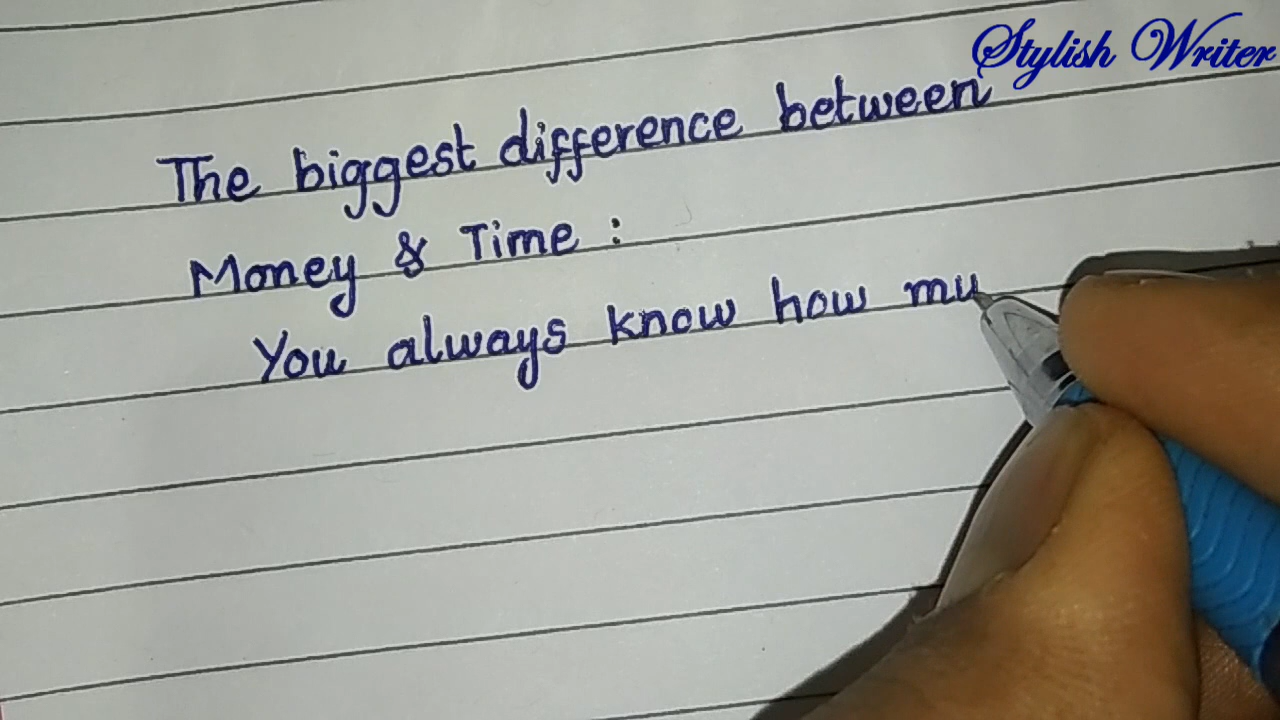 Stylish Writer
The biggest difference between
Money & Time :
You always know how mu